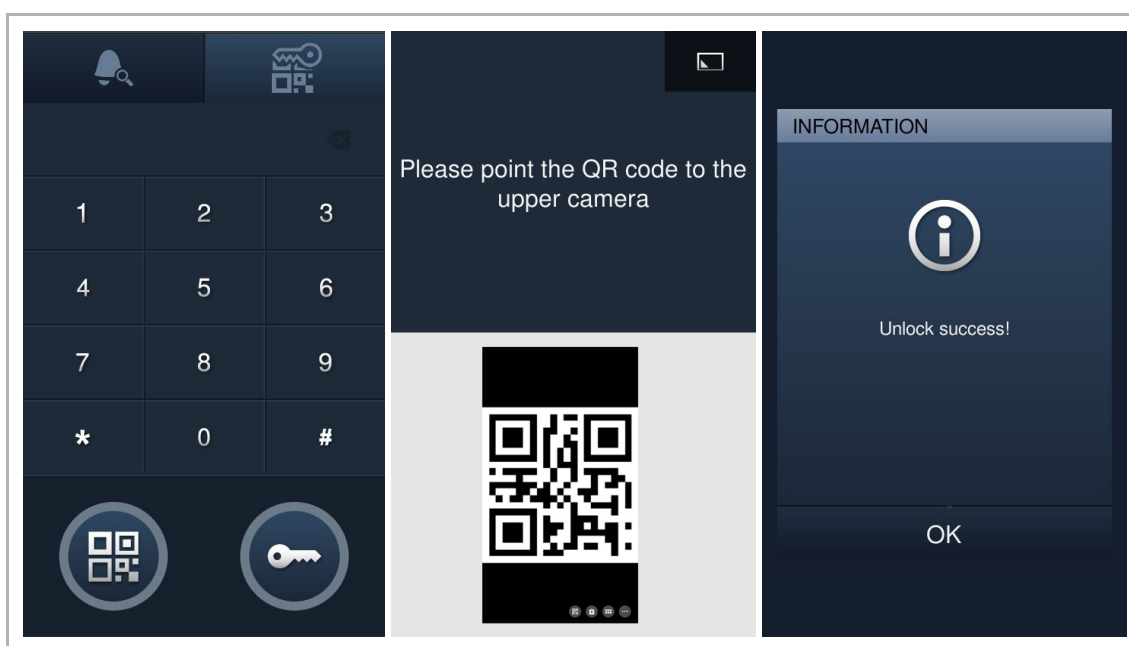 1 2 3
4 5 6
7 8 9
* 0 #
Please point the QR code to the
upper camera
INFORMATION
Unlock success!
OK